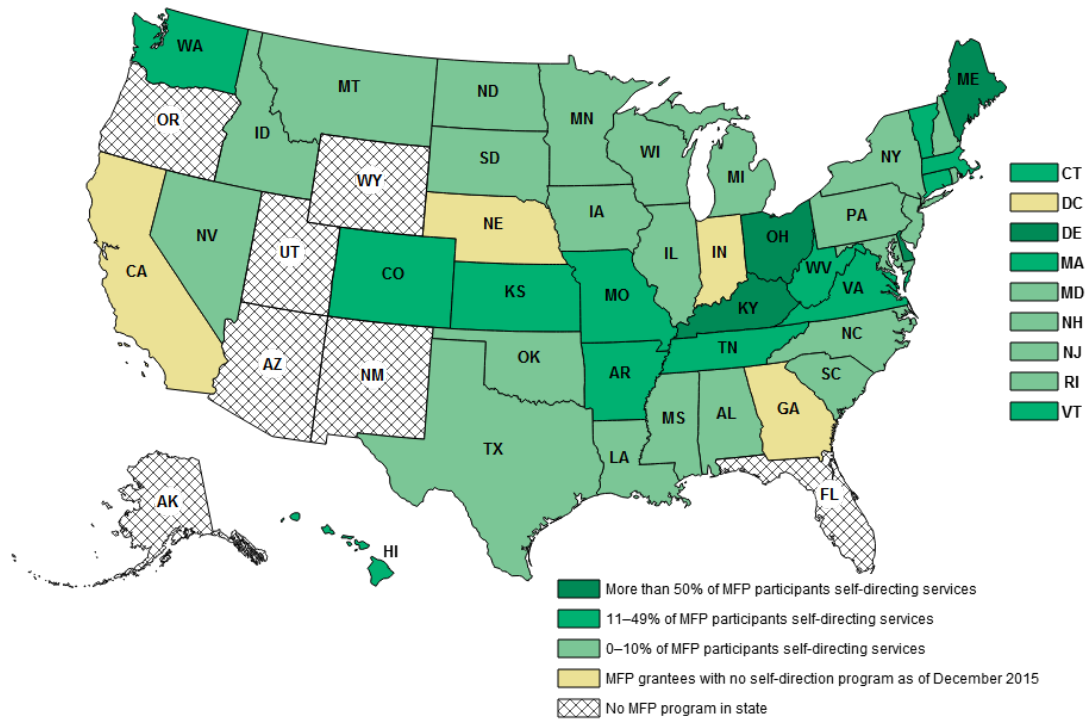 WA
ME
MT
ND
MN
OR
ID
WI
NY
SD
MI
CT
WY
DC
IA
PA
NE
OH
DE
NV
UT
IL
IN
CA
CO
WV
MA
KS
MO
VA
MD
KY
NC
NH
TN
OK
NJ
AZ
NM
AR
SC
RI
MS
AL
GA
VT
TX
LA
AK
FL
HI
More than 50% of MFP participants self-directing services
11–49% of MFP participants self-directing services
0–10% of MFP participants self-directing services
MFP grantees with no self-direction program as of December 2015
No MFP program in state